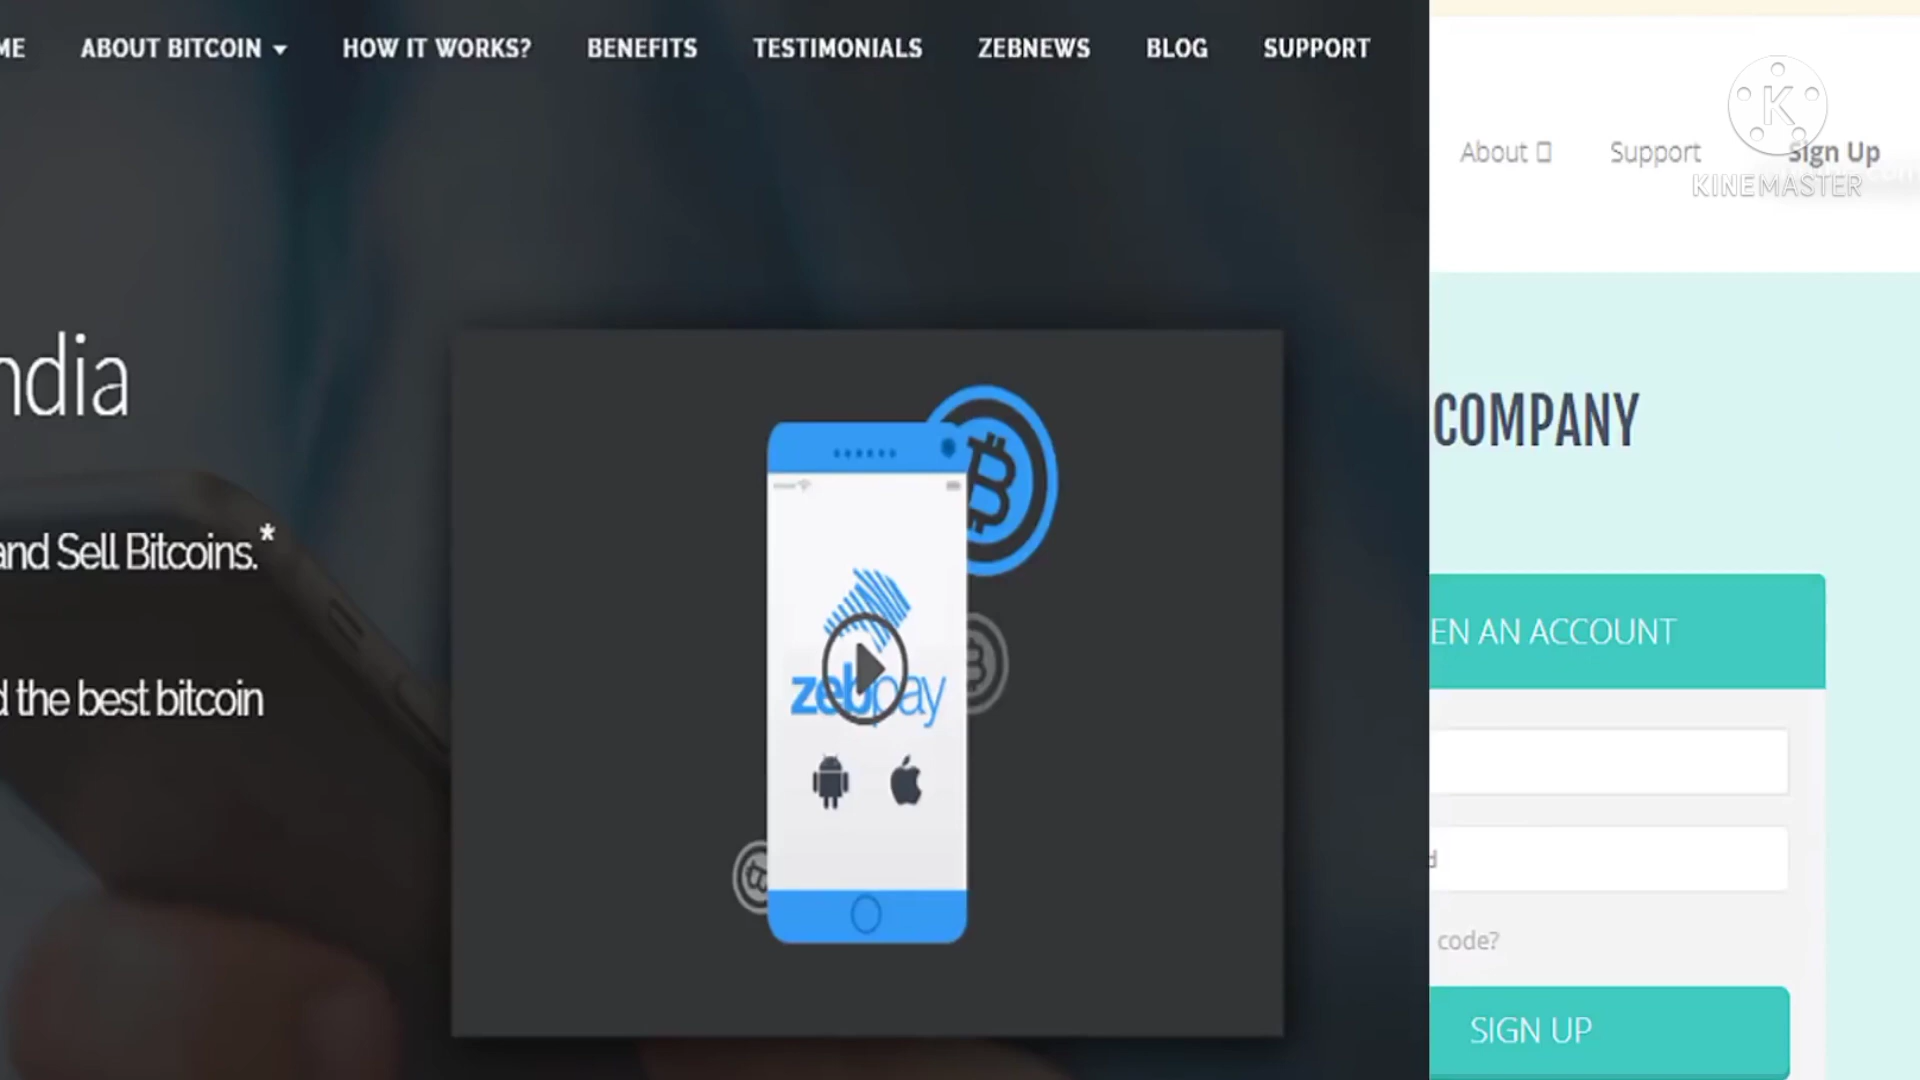 ME ABOUT BITCOIN HOW IT WORKS? BENEFITS TESTIMONIALS ZEBNEWS BLOG SUPPORT
About Support Sign Up
K
KINEMASTER
ndia
COMPANY
and Sell Bitcoins.*
EN AN ACCOUNT
zebpay
d the best bitcoin
d
code?
SIGN UP